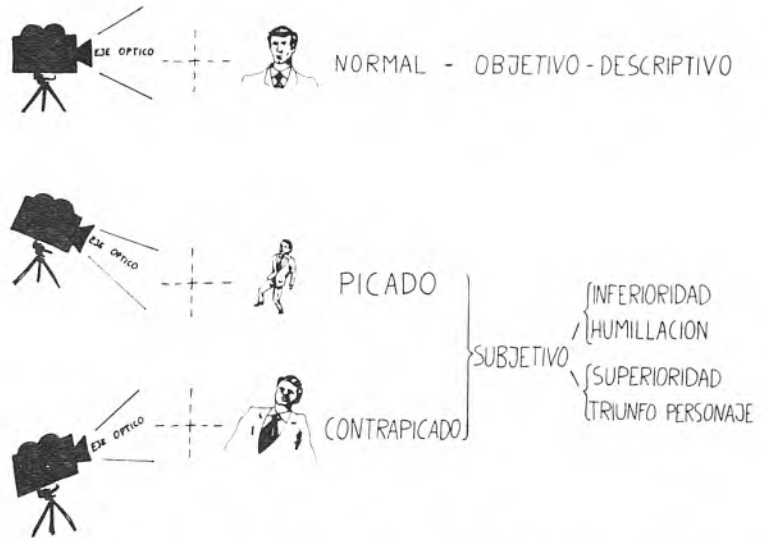 EJE OPTICO
NORMAL - OBJETIVO - DESCRIPTIVO
EJE OPTICO
PICADO
EJE OPTICO
CONTRAPICADO
SUBJETIVO
INFERIORIDAD
HUMILLACION
SUPERIORIDAD
TRIUNFO PERSONAJE